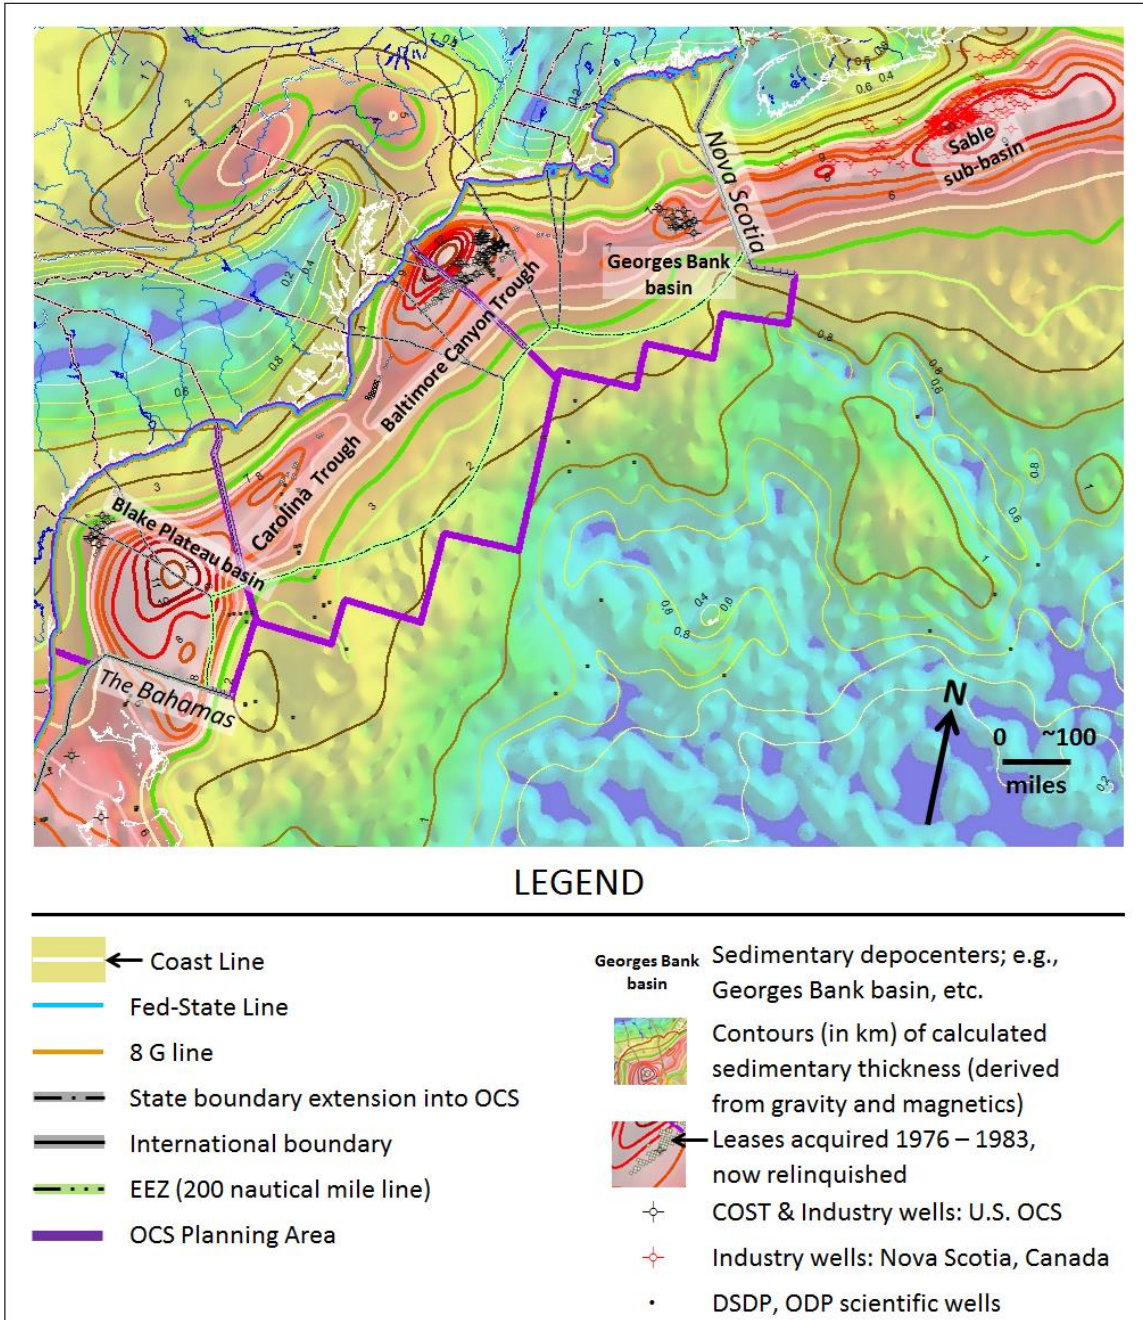 Nova Scotia
Sable
sub-basin
Georges Bank
basin
Baltimore Canyon Trough
Carolina Trough
Blake Plateau basin
The Bahamas
N
0 ~100
miles
LEGEND
Coast Line
Fed-State Line
8 G line
State boundary extension into OCS
International boundary
EEZ (200 nautical mile line)
OCS Planning Area
Georges Bank
basin
Sedimentary depocenters; e.g.,
Georges Bank basin, etc.
Contours (in km) of calculated
sedimentary thickness (derived
from gravity and magnetics)
Leases acquired 1976 – 1983,
now relinquished
COST & Industry wells: U.S. OCS
Industry wells: Nova Scotia, Canada
DSDP, ODP scientific wells